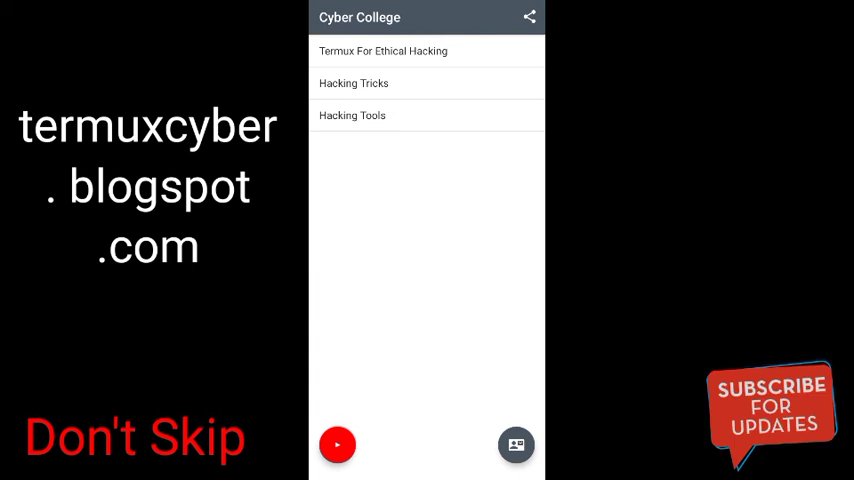 termuxcyber
. blogspot
.com
Don't Skip
Cyber College
Termux For Ethical Hacking
Hacking Tricks
Hacking Tools
SUBSCRIBE
FOR
UPDATES